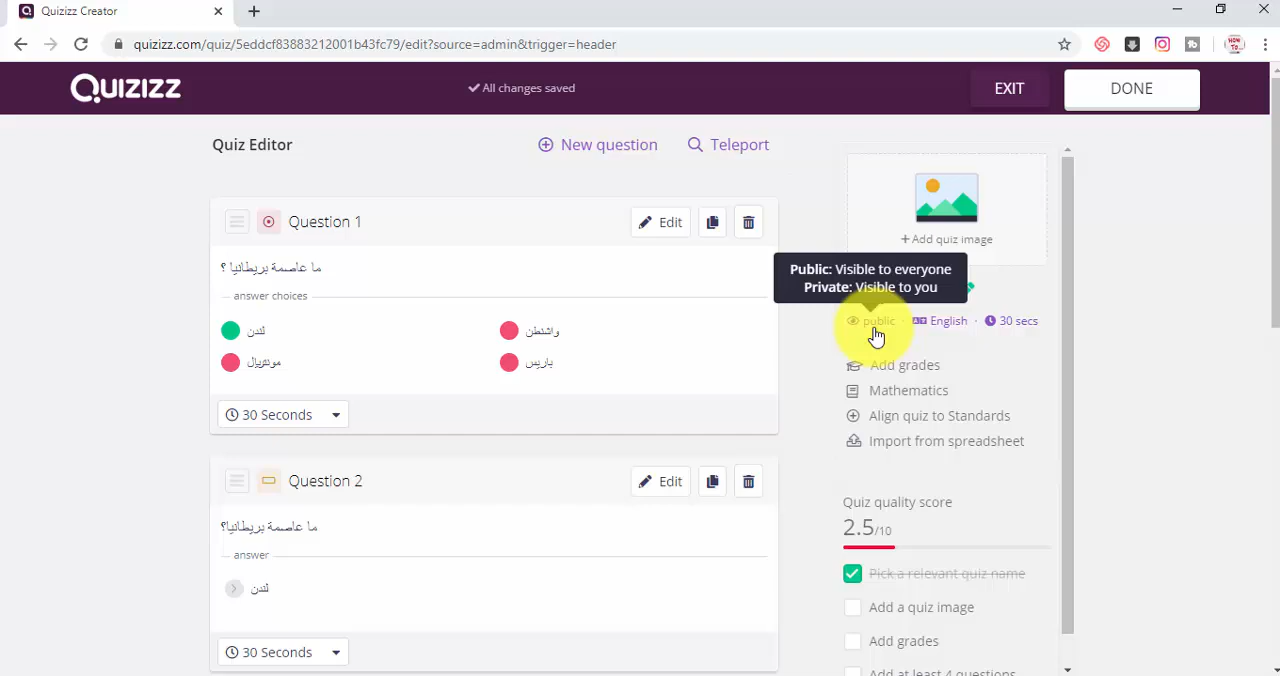 Quizizz Creator
quizizz.com/quiz/5eddcf83883212001b43fc79/edit?source=admin&trigger=header
HOW TO
QUIZIZZ
All changes saved
EXIT
DONE
Quiz Editor
New question
Teleport
Question 1
Edit
ما عاصمة بريطانيا ؟
answer choices
لندن
واشنطن
مونتريال
باريس
30 Seconds
Question 2
Edit
ما عاصمة بريطانيا؟
answer
لندن
30 Seconds
+ Add quiz image
Public: Visible to everyone
Private: Visible to you
public · English · 30 secs
Add grades
Mathematics
Align quiz to Standards
Import from spreadsheet
Quiz quality score
2.5/10
Pick a relevant quiz name
Add a quiz image
Add grades
Add at least 4 questions